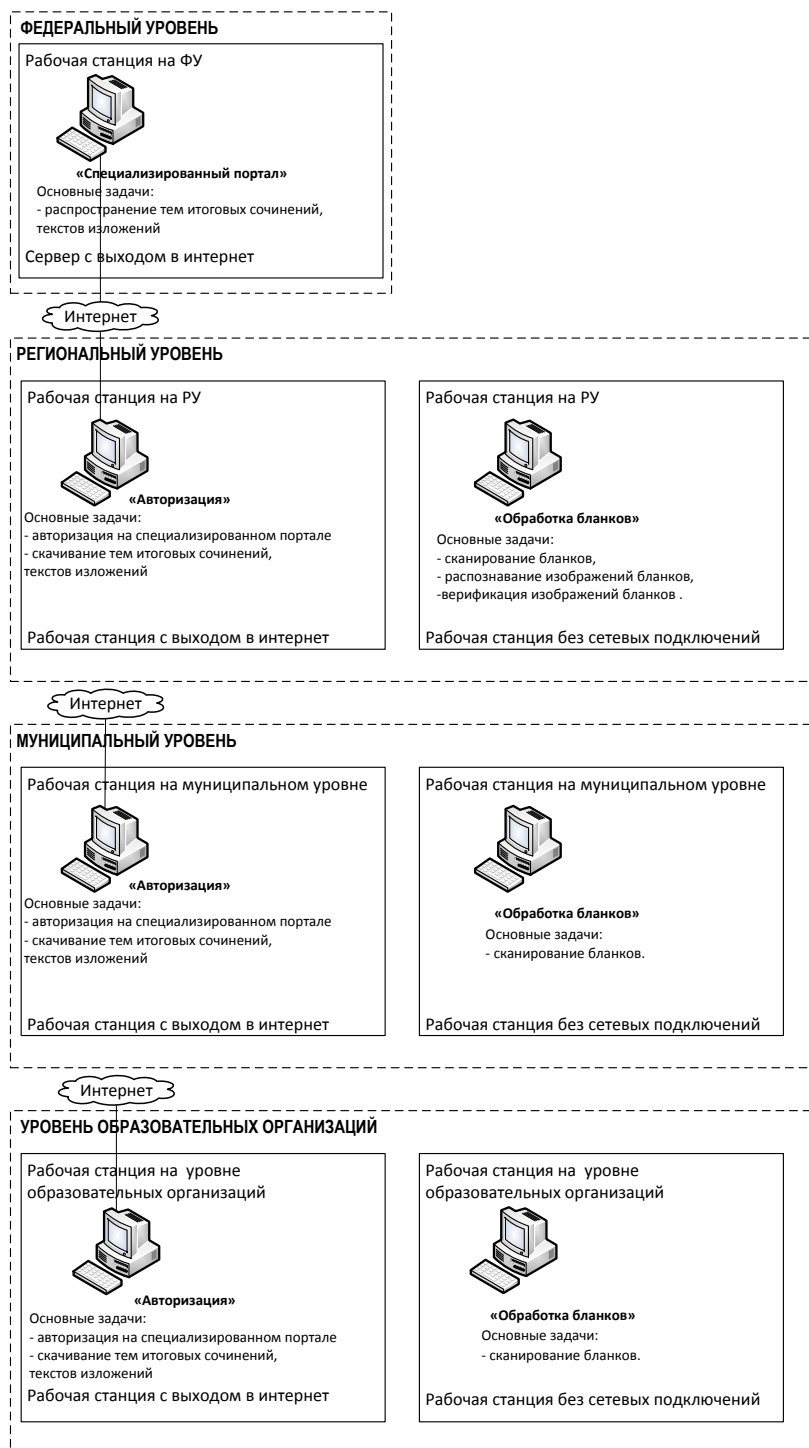 ФЕДЕРАЛЬНЫЙ УРОВЕНЬ
Рабочая станция на ФУ
«Специализированный портал»
Основные задачи:
- распространение тем итоговых сочинений,
текстов изложений
Сервер с выходом в интернет
Интернет
РЕГИОНАЛЬНЫЙ УРОВЕНЬ
Рабочая станция на РУ
«Авторизация»
Основные задачи:
- авторизация на специализированном портале
- скачивание тем итоговых сочинений,
текстов изложений
Рабочая станция с выходом в интернет
Рабочая станция на РУ
«Обработка бланков»
Основные задачи:
- сканирование бланков,
- распознавание изображений бланков,
-верификация изображений бланков .
Рабочая станция без сетевых подключений
Интернет
МУНИЦИПАЛЬНЫЙ УРОВЕНЬ
Рабочая станция на муниципальном уровне
«Авторизация»
Основные задачи:
- авторизация на специализированном портале
- скачивание тем итоговых сочинений,
текстов изложений
Рабочая станция с выходом в интернет
Рабочая станция на муниципальном уровне
«Обработка бланков»
Основные задачи:
- сканирование бланков.
Рабочая станция без сетевых подключений
Интернет
УРОВЕНЬ ОБРАЗОВАТЕЛЬНЫХ ОРГАНИЗАЦИЙ
Рабочая станция на уровне
образовательных организаций
«Авторизация»
Основные задачи:
- авторизация на специализированном портале
- скачивание тем итоговых сочинений,
текстов изложений
Рабочая станция с выходом в интернет
Рабочая станция на уровне
образовательных организаций
«Обработка бланков»
Основные задачи:
- сканирование бланков.
Рабочая станция без сетевых подключений